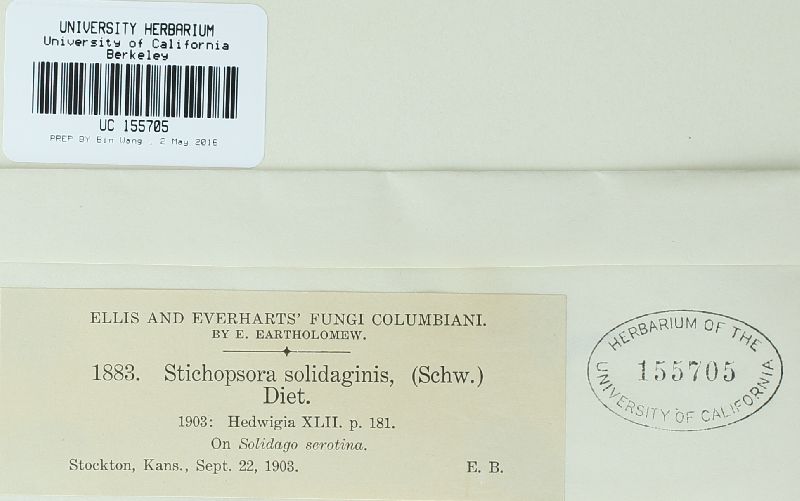 UNIVERSITY HERBARIUM
University of California
Berkeley
UC 155705
PREP BY Bin Wang , 2 May 2016
ELLIS AND EVERHARTS' FUNGI COLUMBIANI.
BY E. EARTHOLOMEW.
1883. Stichopsora solidaginis, (Schw.)
Diet.
1903: Hedwigia XLII. p. 181.
On Solidago serotina.
Stockton, Kans., Sept. 22, 1903. E. B.
HERBARIUM OF THE
155705
UNIVERSITY OF CALIFORNIA